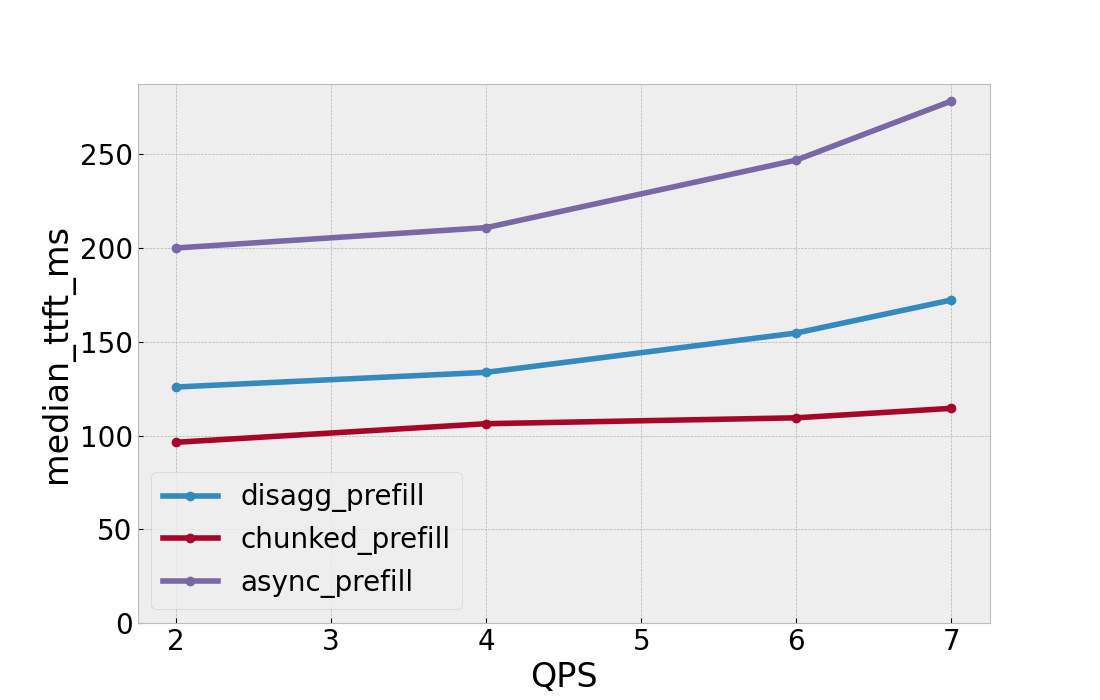 median_ttft_ms
250
200
150
100
50
0
disagg_prefill
chunked_prefill
async_prefill
2 3 4 5 6 7
QPS